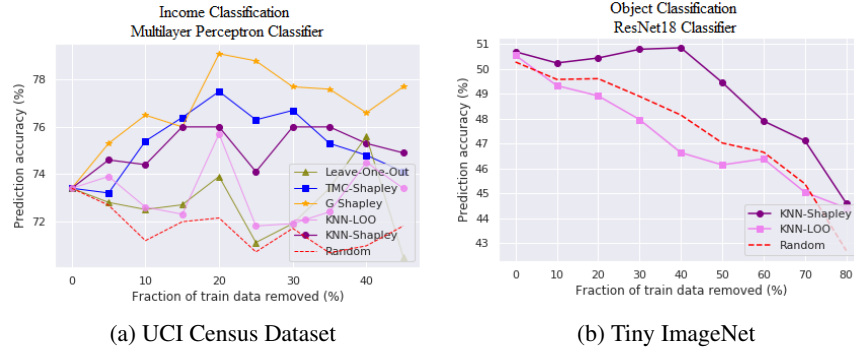 Income Classification
Multilayer Perceptron Classifier
Prediction accuracy (%)
78
76
74
72
Leave-One-Out
TMC-Shapley
G Shapley
KNN-LOO
KNN-Shapley
Random
0 10 20 30 40
Fraction of train data removed (%)
(a) UCI Census Dataset
Object Classification
ResNet18 Classifier
Prediction accuracy (%)
51
50
49
48
47
46
45
44
43
KNN-Shapley
KNN-LOO
Random
0 10 20 30 40 50 60 70 80
Fraction of train data removed (%)
(b) Tiny ImageNet